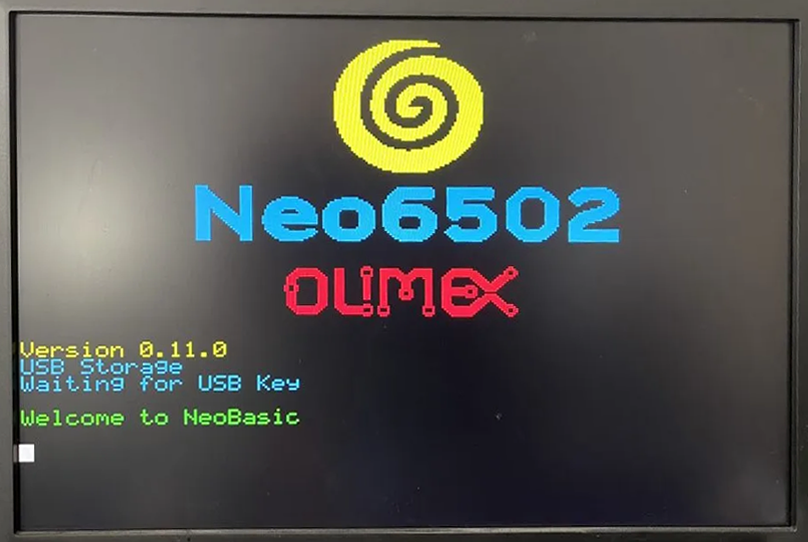 Neo6502
OLIMEX
Version 0.11.0
USB Storage
Waiting for USB Key
Welcome to NeoBasic